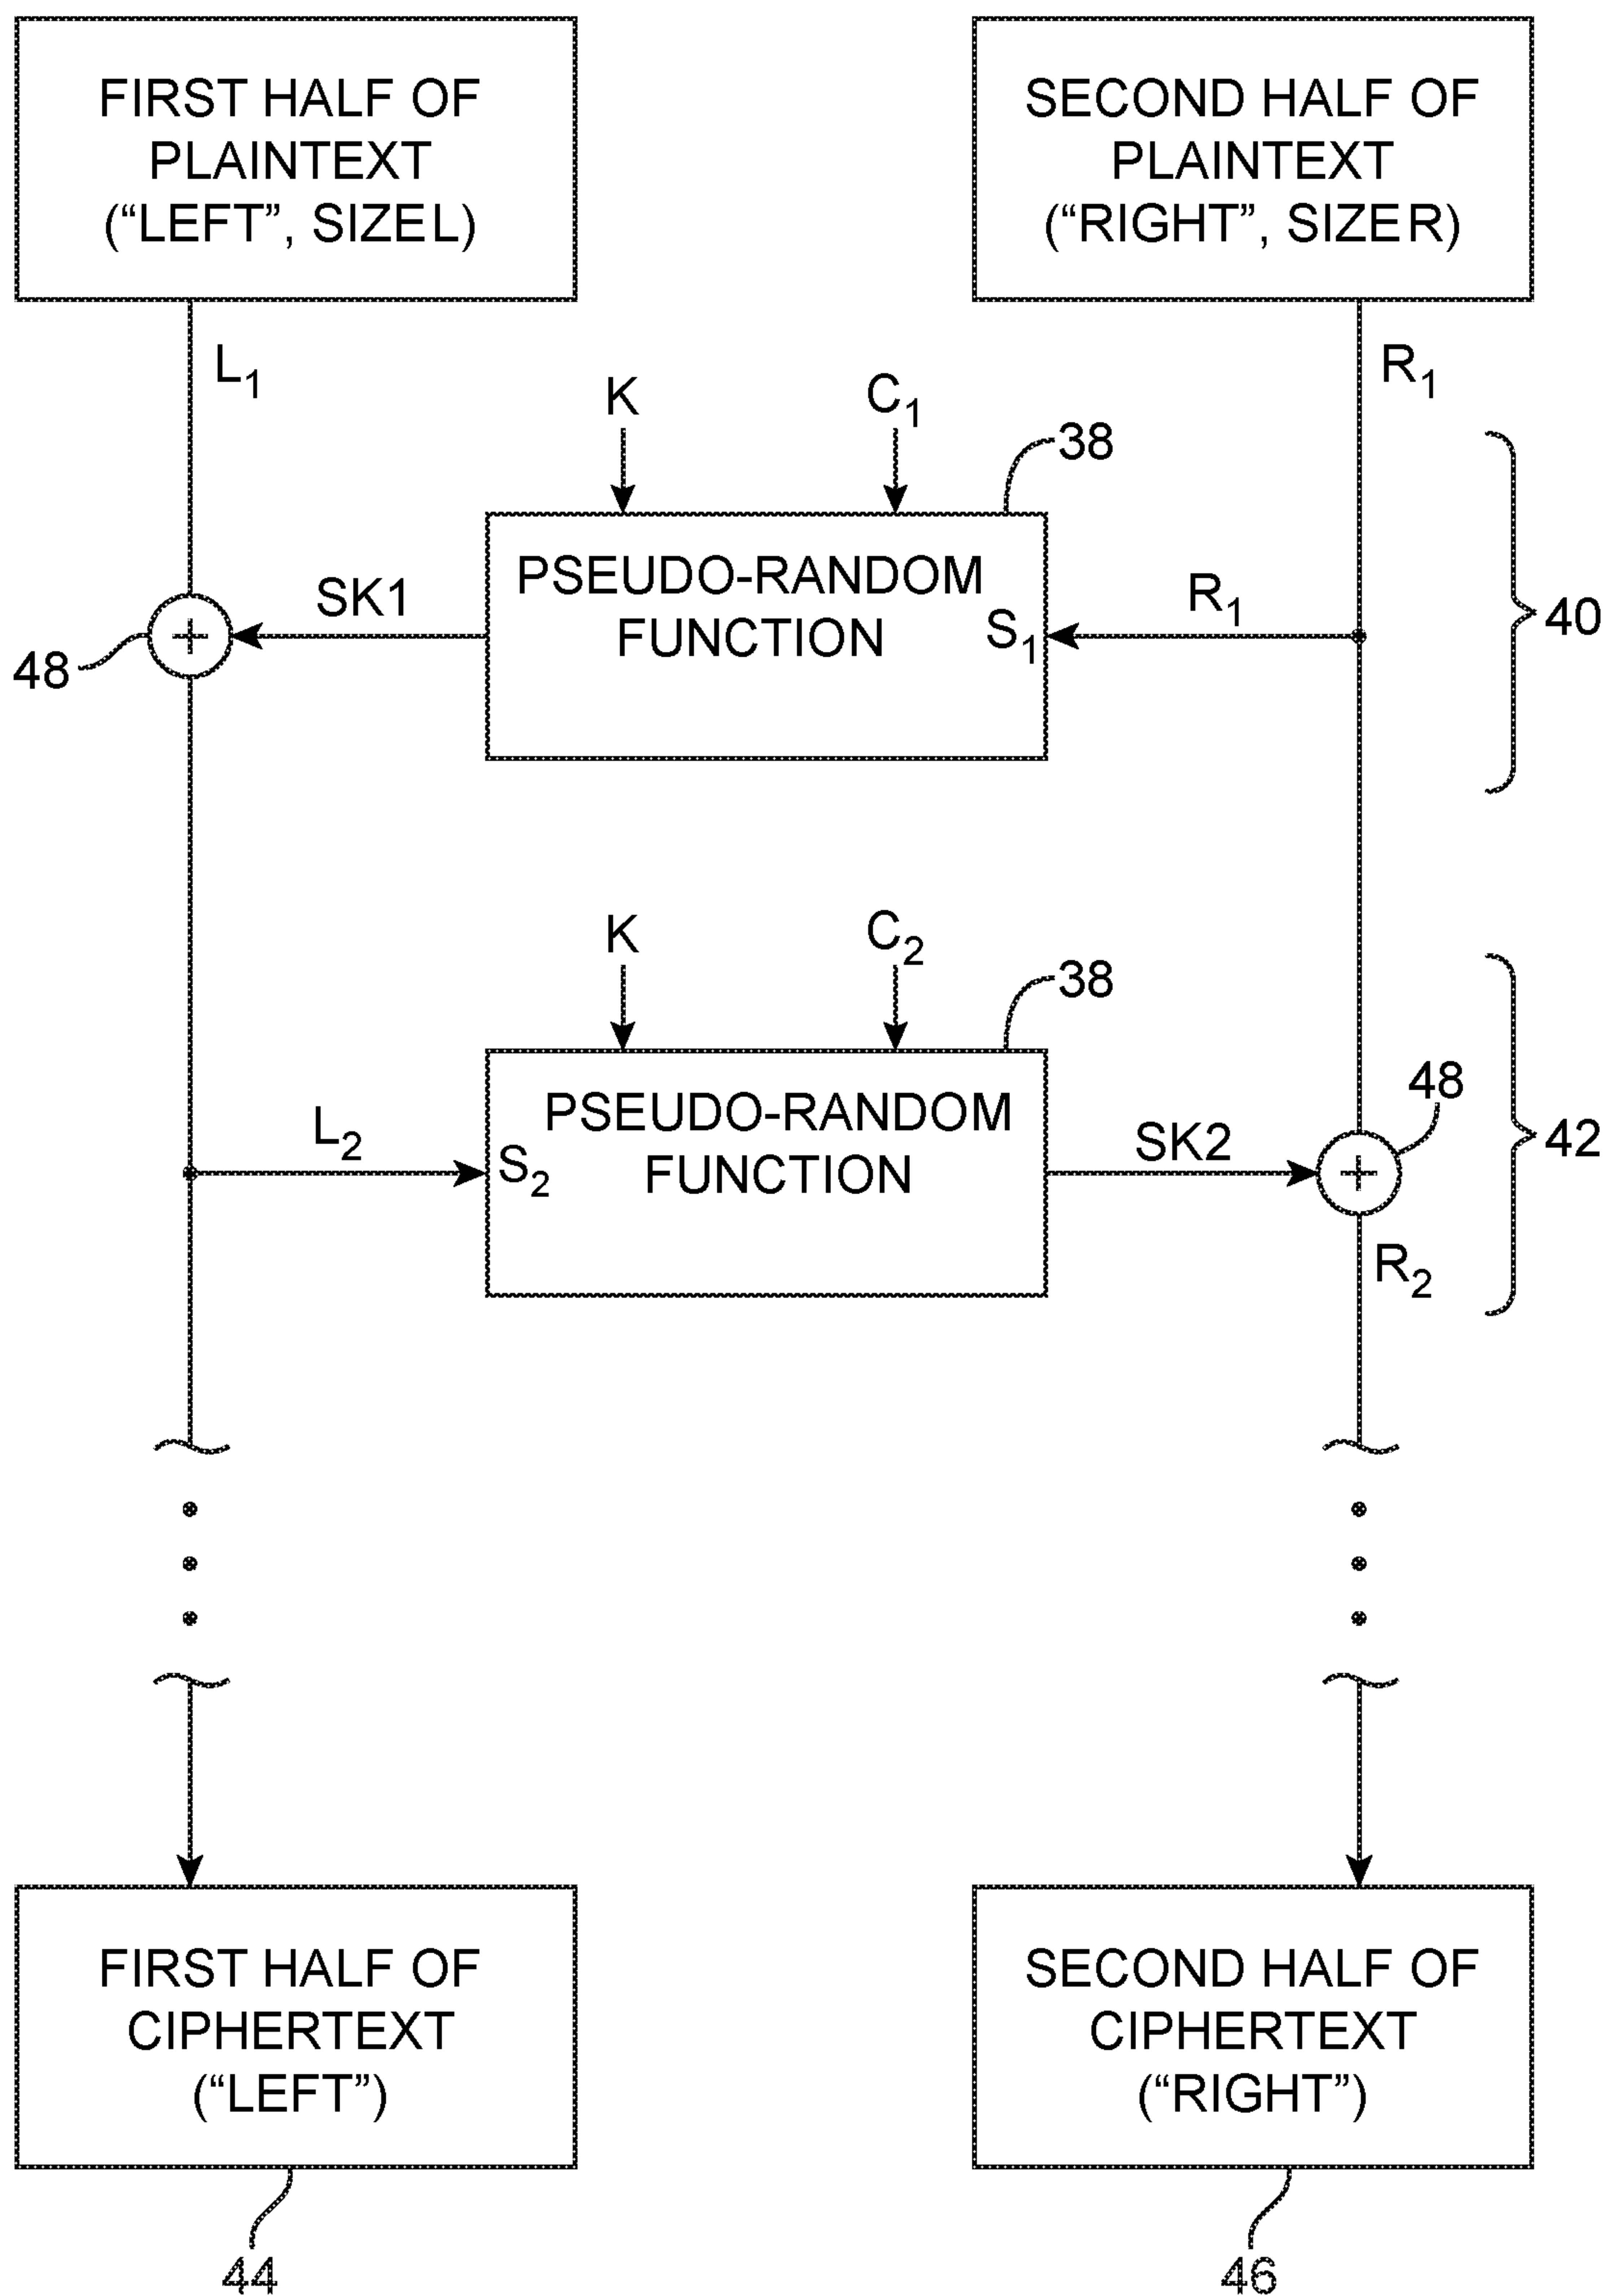 FIRST HALF OF
PLAINTEXT
(“LEFT”, SIZEL)
SECOND HALF OF
PLAINTEXT
(“RIGHT”, SIZER)
L₁
R₁
K
C₁
38
PSEUDO-RANDOM
FUNCTION
SK1
S₁
R₁
40
48
K
C₂
38
L₂
S₂
PSEUDO-RANDOM
FUNCTION
SK2
48
42
R₂
FIRST HALF OF
CIPHERTEXT
(“LEFT”)
SECOND HALF OF
CIPHERTEXT
(“RIGHT”)
44
46